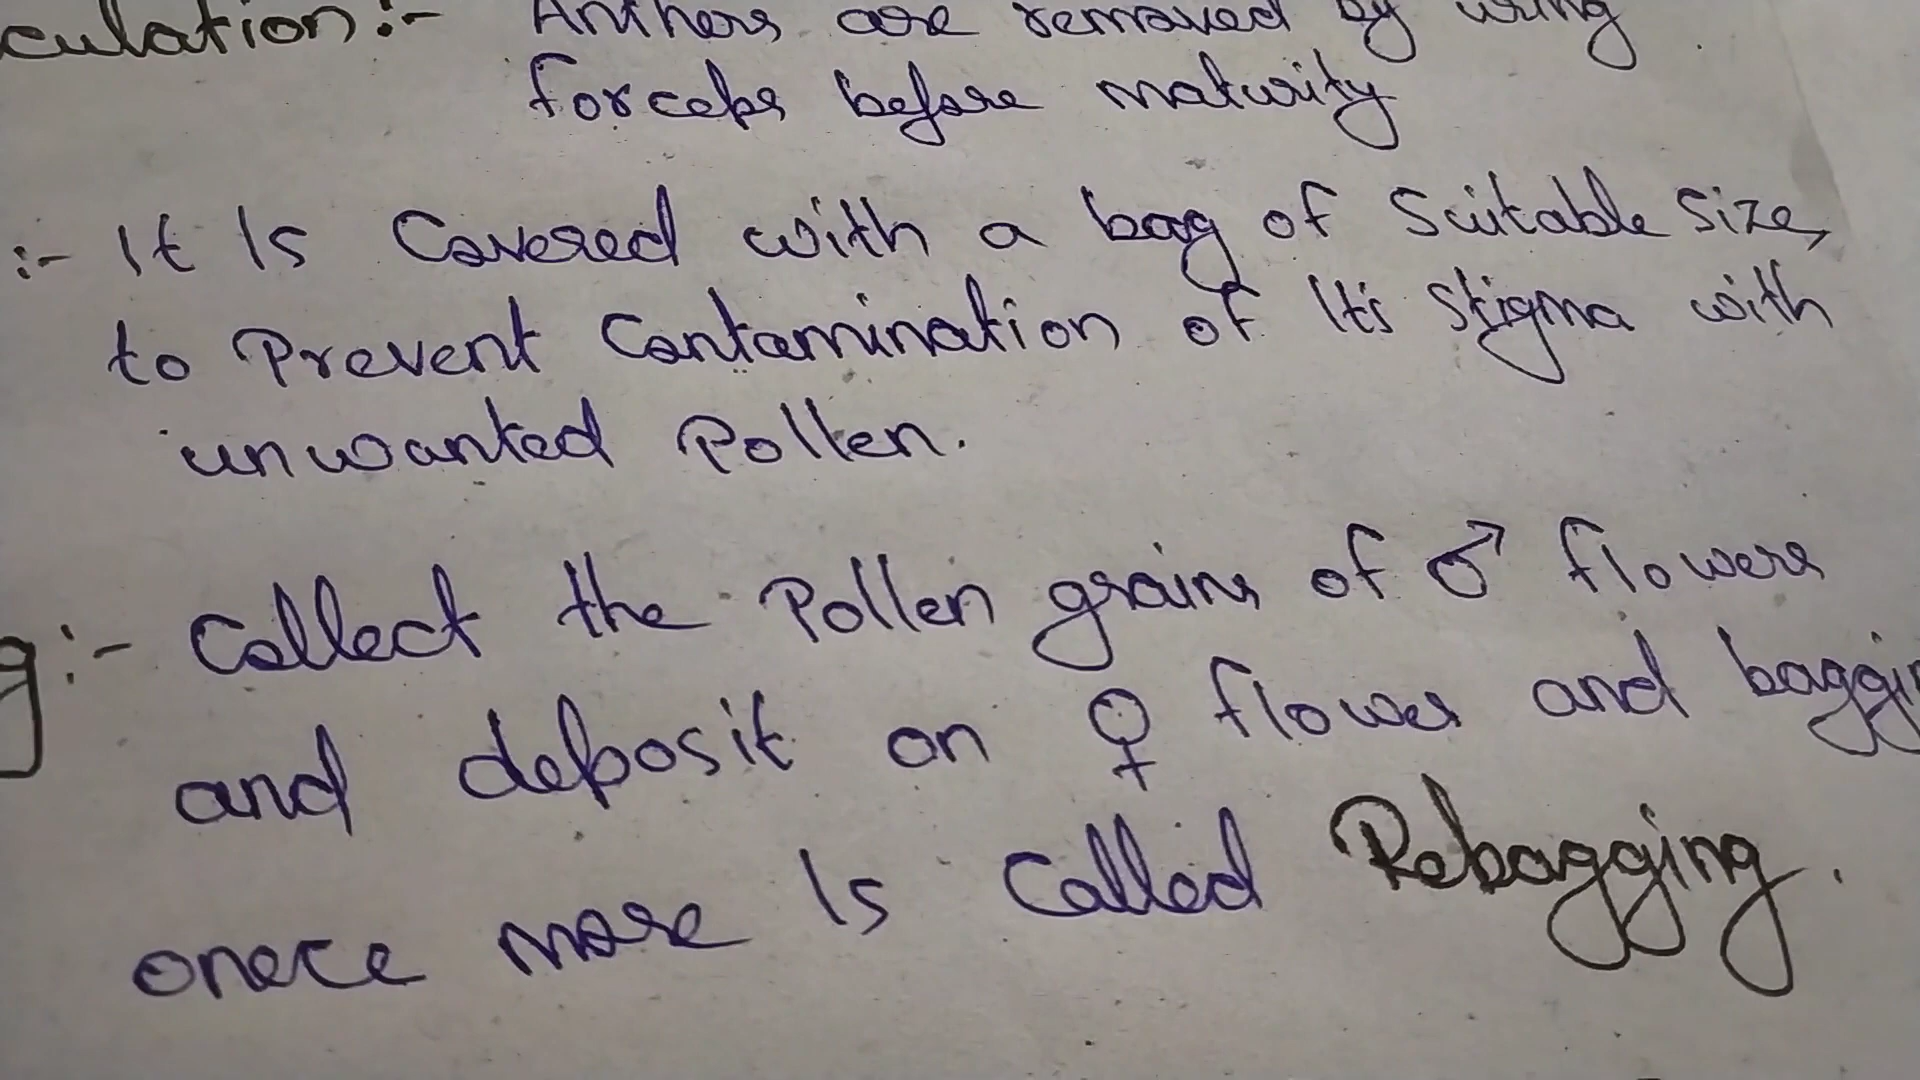 culation:- Anthers are removed by using
forceps before maturity
:- It Is Covered with a bag of Suitable Size,
to Prevent Contamination of It's Stigma with
unwanted Pollen.
g:- Collect the Pollen grains of ♂ flowers
and deposit on ♀ flower and baggin
onece more Is Called Rebagging.